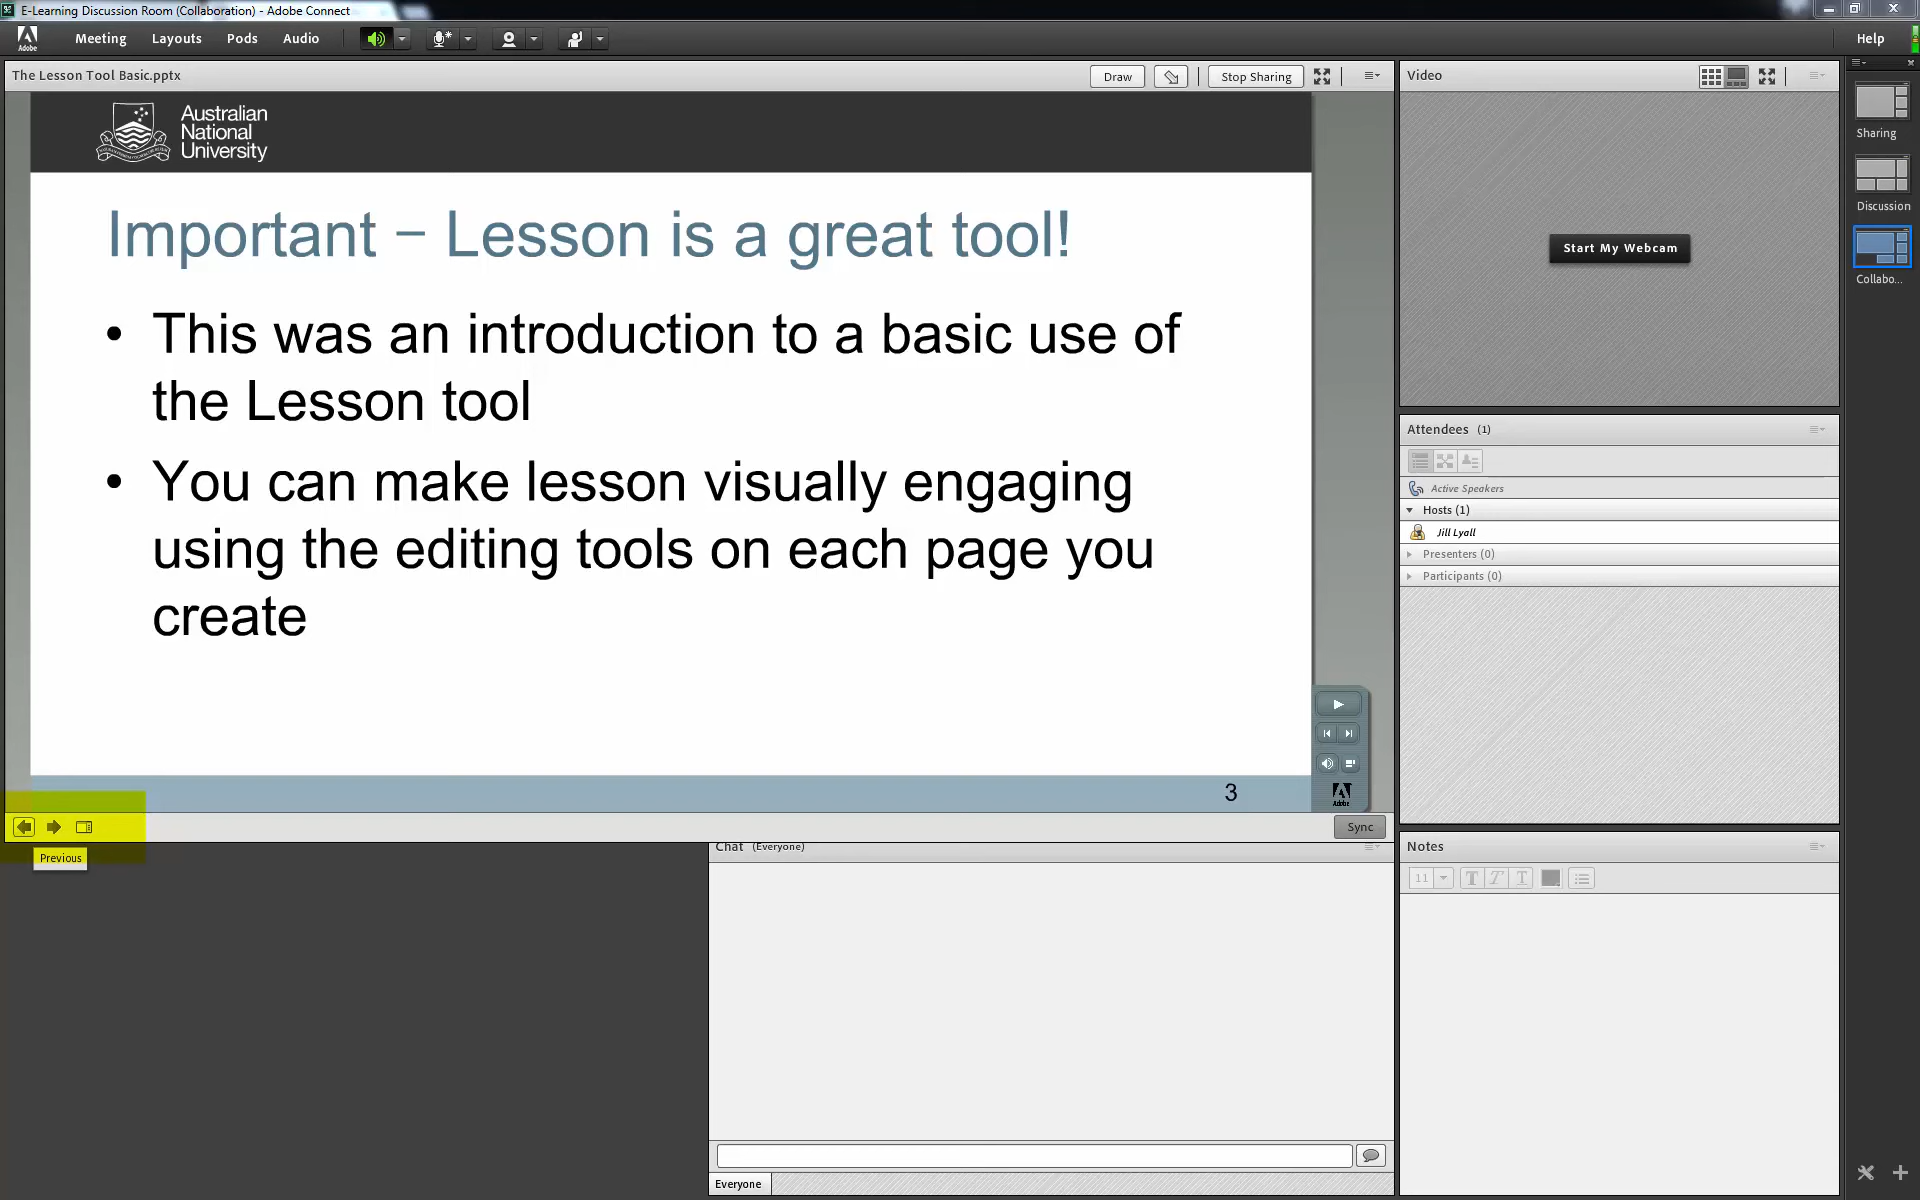 E-Learning Discussion Room (Collaboration) - Adobe Connect
Adobe
Meeting
Layouts
Pods
Audio
Help
The Lesson Tool Basic.pptx
Draw
Stop Sharing
Australian
National
University
Important – Lesson is a great tool!
• This was an introduction to a basic use of
the Lesson tool
• You can make lesson visually engaging
using the editing tools on each page you
create
3
Adobe
Sync
Previous
Video
Start My Webcam
Attendees (1)
Active Speakers
Hosts (1)
Jill Lyall
Presenters (0)
Participants (0)
Chat (Everyone)
Everyone
Notes
11
T T T
Sharing
Discussion
Collabo...